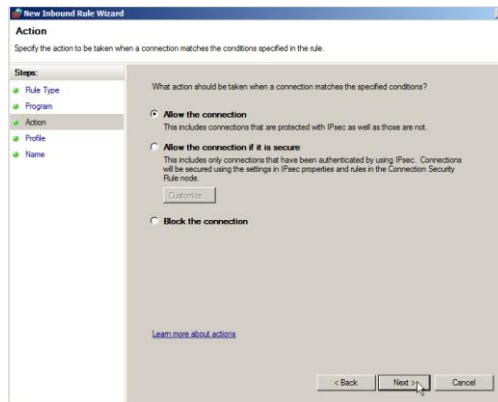 New Inbound Rule Wizard
Action
Specify the action to be taken when a connection matches the conditions specified in the rule.
Steps:
Rule Type
Program
Action
Profile
Name
What action should be taken when a connection matches the specified conditions?
Allow the connection
This includes connections that are protected with IPsec as well as those are not.
Allow the connection if it is secure
This includes only connections that have been authenticated by using IPsec. Connections
will be secured using the settings in IPsec properties and rules in the Connection Security
Rule node.
Customize...
Block the connection
Learn more about actions
< Back
Next >
Cancel